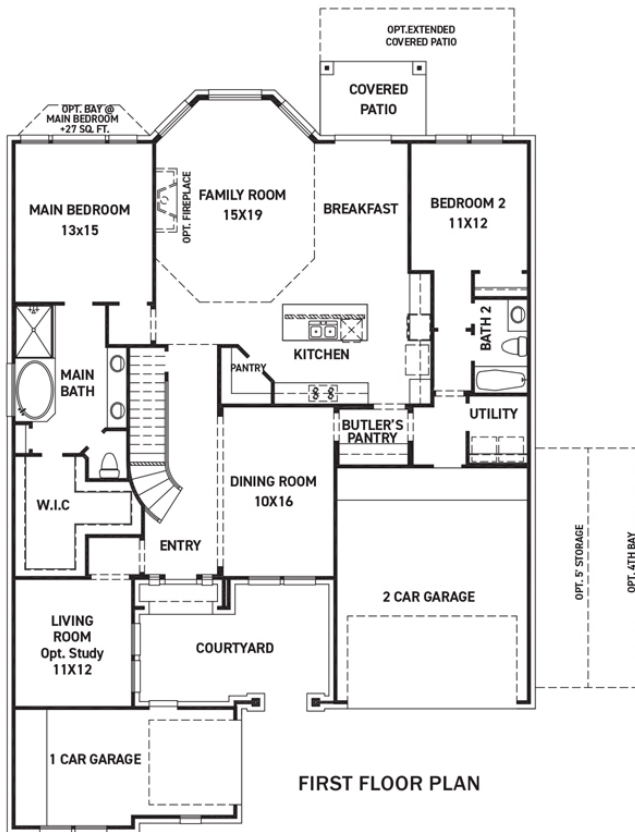 OPT.EXTENDED
COVERED PATIO
COVERED
PATIO
OPT. BAY @
MAIN BEDROOM
+27 SQ. FT.
MAIN BEDROOM
13x15
OPT. FIREPLACE
FAMILY ROOM
15X19
BREAKFAST
BEDROOM 2
11X12
BATH 2
KITCHEN
PANTRY
MAIN
BATH
BUTLER'S
PANTRY
UTILITY
W.I.C
DINING ROOM
10X16
ENTRY
2 CAR GARAGE
OPT. 5' STORAGE
OPT. 4TH BAY
LIVING
ROOM
Opt. Study
11X12
COURTYARD
1 CAR GARAGE
FIRST FLOOR PLAN